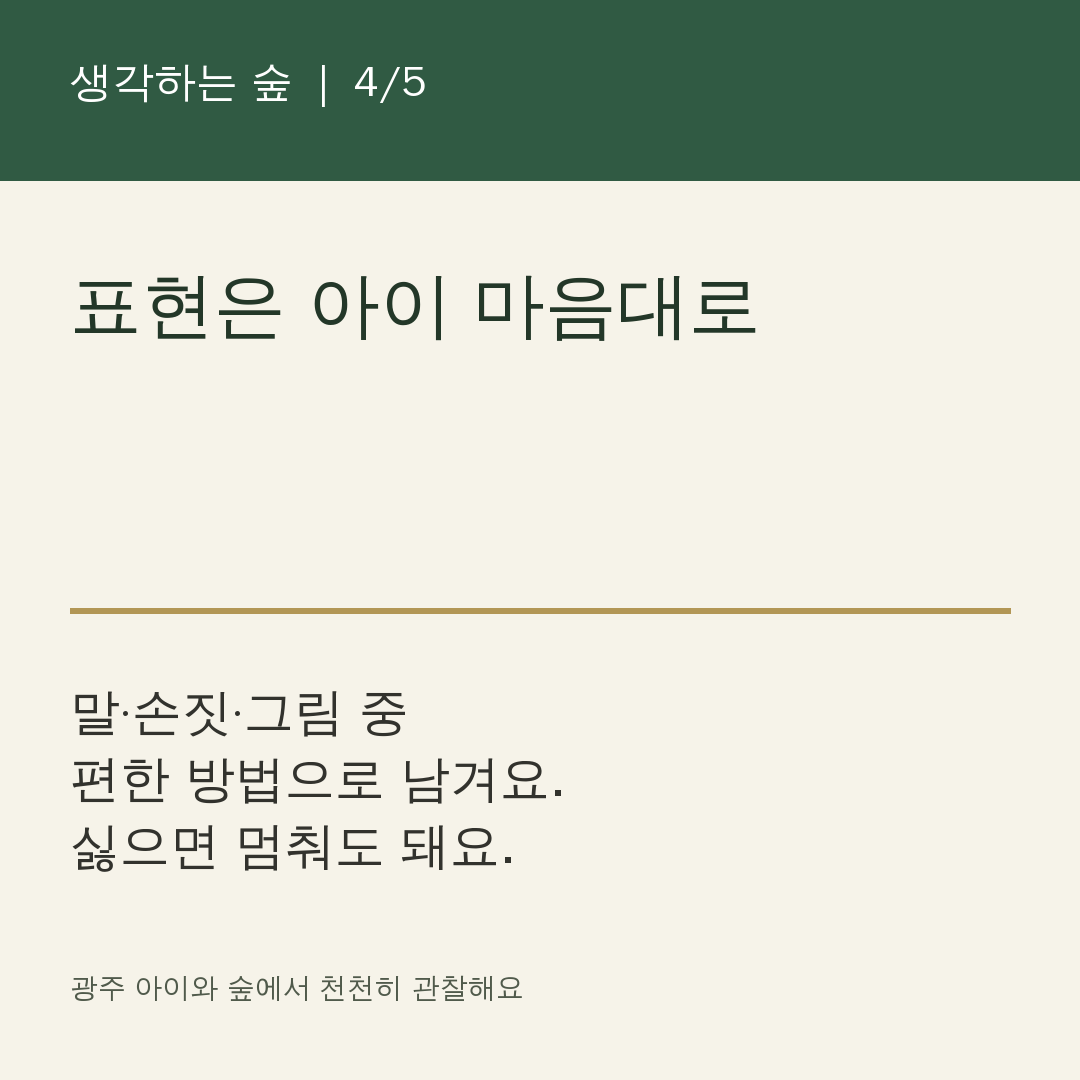 생각하는 숲 | 4/5
표현은 아이 마음대로
말·손짓·그림 중
편한 방법으로 남겨요.
싫으면 멈춰도 돼요.
광주 아이와 숲에서 천천히 관찰해요